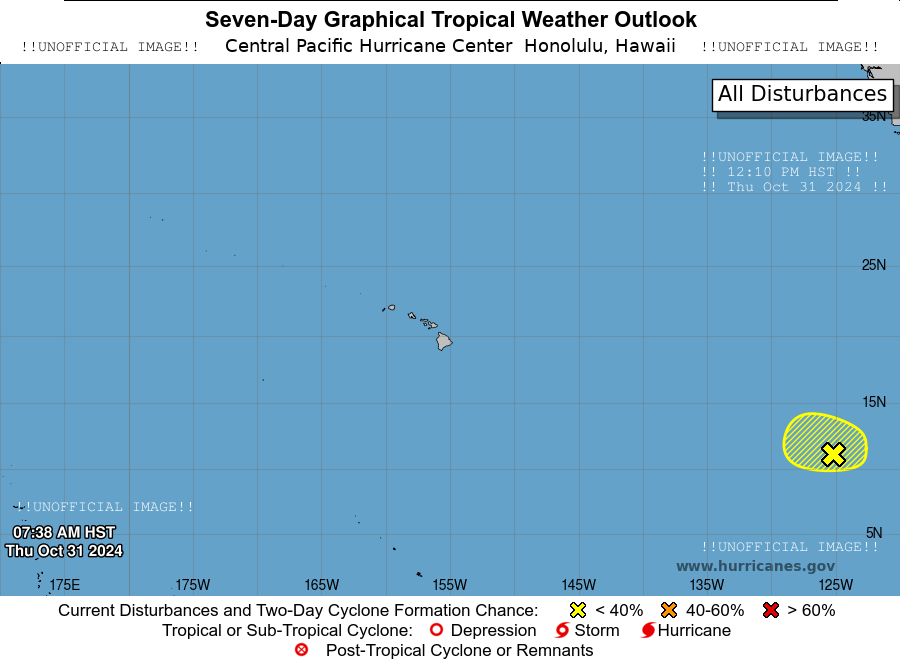 Seven-Day Graphical Tropical Weather Outlook
!!UNOFFICIAL IMAGE!! Central Pacific Hurricane Center Honolulu, Hawaii !!UNOFFICIAL IMAGE!!
All Disturbances
35N
!!UNOFFICIAL IMAGE!!
!! 12:10 PM HST !!
!! Thu Oct 31 2024 !!
25N
15N
!!UNOFFICIAL IMAGE!!
07:38 AM HST
Thu Oct 31 2024
5N
!!UNOFFICIAL IMAGE!!
www.hurricanes.gov
175E 175W 165W 155W 145W 135W 125W
Current Disturbances and Two-Day Cyclone Formation Chance: < 40% 40-60% > 60%
Tropical or Sub-Tropical Cyclone: Depression Storm Hurricane
Post-Tropical Cyclone or Remnants